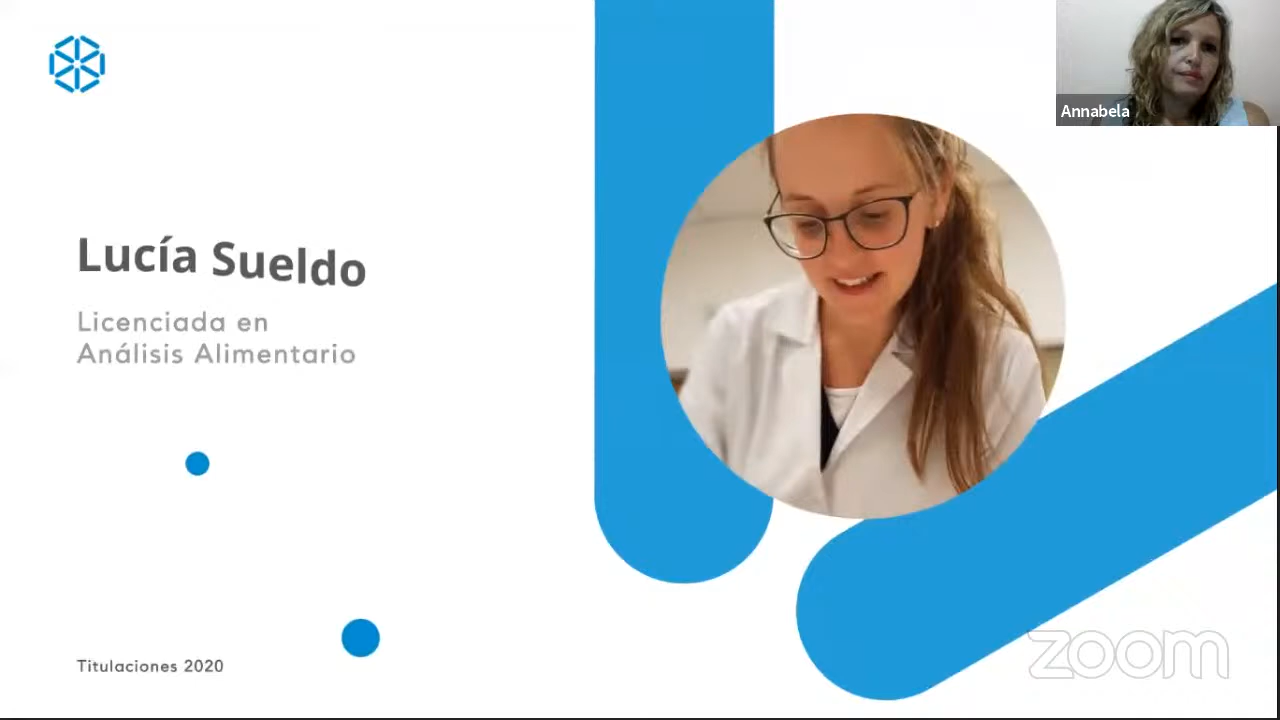 Annabela
Lucía Sueldo
Licenciada en
Análisis Alimentario
Titulaciones 2020
zoom